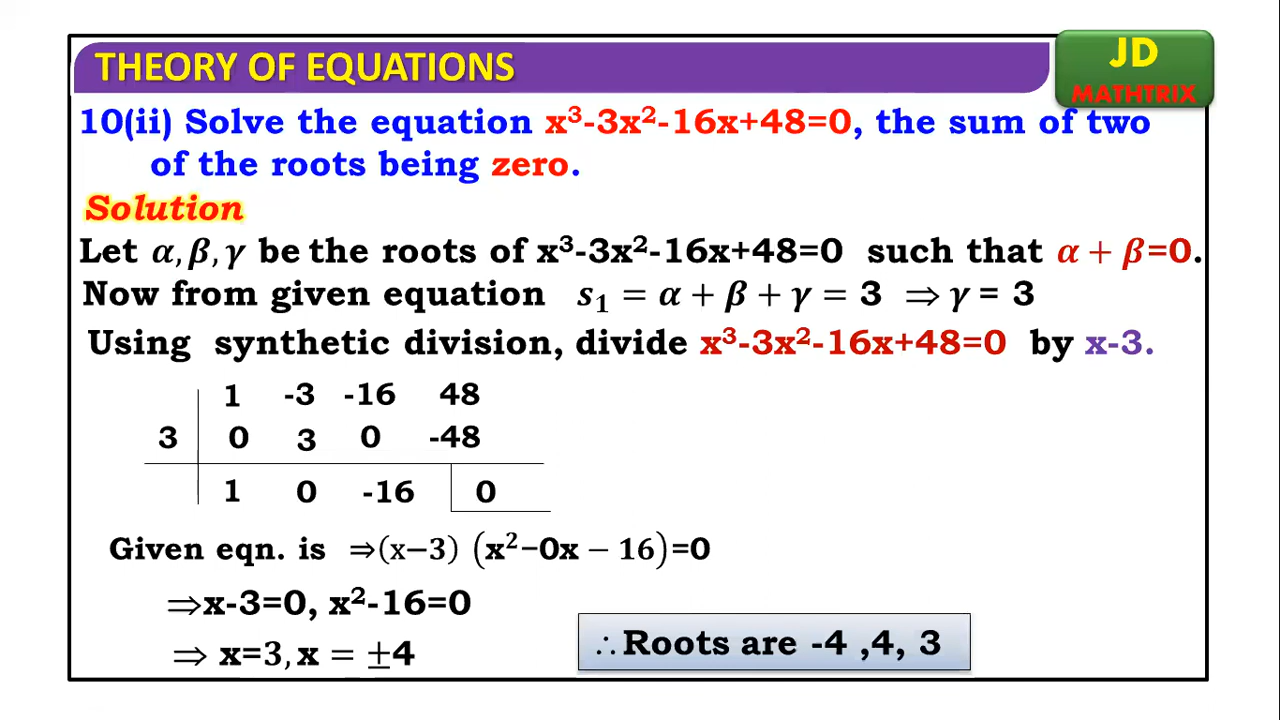 THEORY OF EQUATIONS
JD
MATHTRIX
10(ii) Solve the equation x³-3x²-16x+48=0, the sum of two
of the roots being zero.
Solution
Let α, β, γ be the roots of x³-3x²-16x+48=0 such that α + β=0.
Now from given equation s₁ = α + β + γ = 3 ⇒ γ = 3
Using synthetic division, divide x³-3x²-16x+48=0 by x-3.
1 -3 -16 48
3 0 3 0 -48
1 0 -16 0
Given eqn. is ⇒(x−3) (x²−0x − 16)=0
⇒x-3=0, x²-16=0
⇒ x=3, x = ±4
∴ Roots are -4 ,4, 3